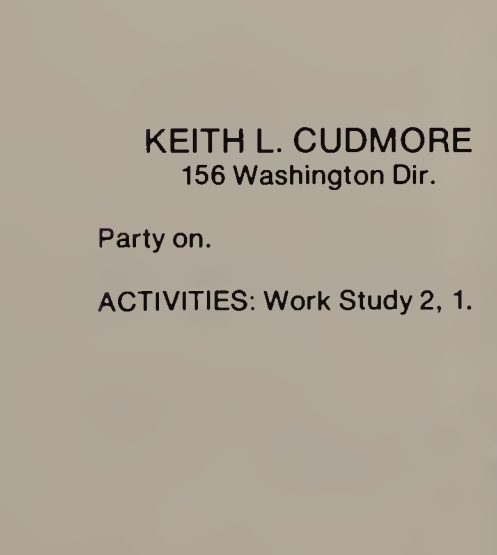 KEITH L. CUDMORE
156 Washington Dir.
Party on.
ACTIVITIES: Work Study 2, 1.